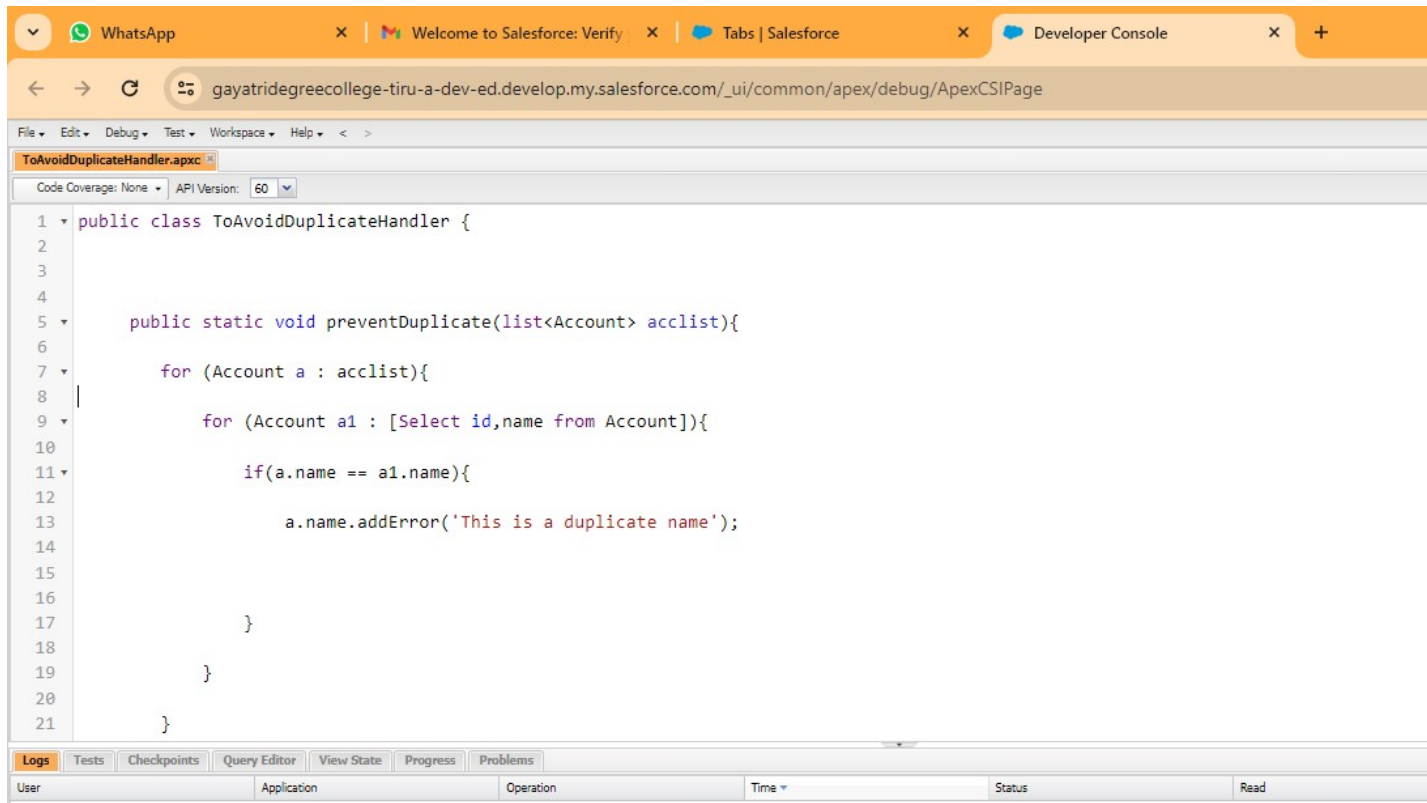 WhatsApp
Welcome to Salesforce: Verify
Tabs | Salesforce
Developer Console
gayatridegreecollege-tiru-a-dev-ed.develop.my.salesforce.com/_ui/common/apex/debug/ApexCSIPage
File Edit Debug Test Workspace Help < >
ToAvoidDuplicateHandler.apxc
Code Coverage: None API Version: 60
1 public class ToAvoidDuplicateHandler {
2
3
4
5 public static void preventDuplicate(list<Account> acclist){
6
7 for (Account a : acclist){
8
9 for (Account a1 : [Select id,name from Account]){
10
11 if(a.name == a1.name){
12
13 a.name.addError('This is a duplicate name');
14
15
16
17 }
18
19 }
20
21 }
Logs Tests Checkpoints Query Editor View State Progress Problems
User Application Operation Time Status Read